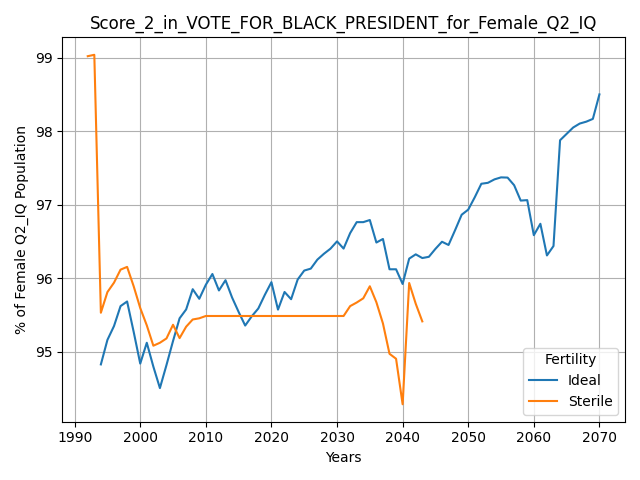 Score_2_in_VOTE_FOR_BLACK_PRESIDENT_for_Female_Q2_IQ
% of Female Q2_IQ Population
99
98
97
96
95
1990
2000
2010
2020
2030
2040
2050
2060
2070
Years
Fertility
Ideal
Sterile